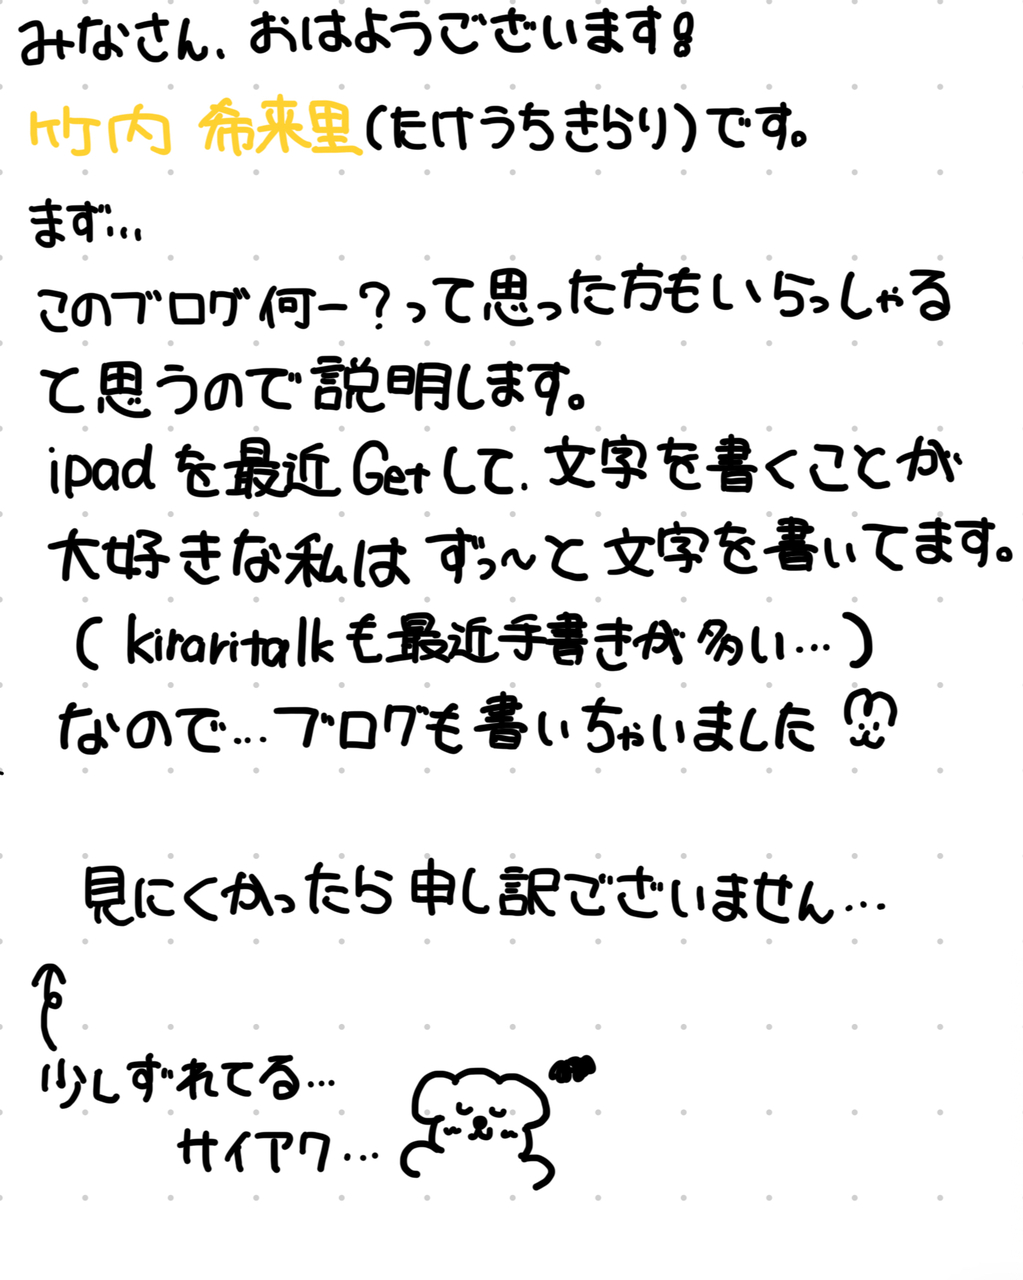 みなさん、おはようございます!
竹内 希来里(たけうちきらり)です。
まず...
このブログ何ー?って思った方もいらっしゃる
と思うので説明します。
ipadを最近Getして、文字を書くことが
大好きな私はずっ〜と文字を書いてます。
(kiraritalkも最近手書きが多い...)
なので...ブログも書いちゃいました
見にくかったら申し訳ございません...
少しずれてる...
サイアク...